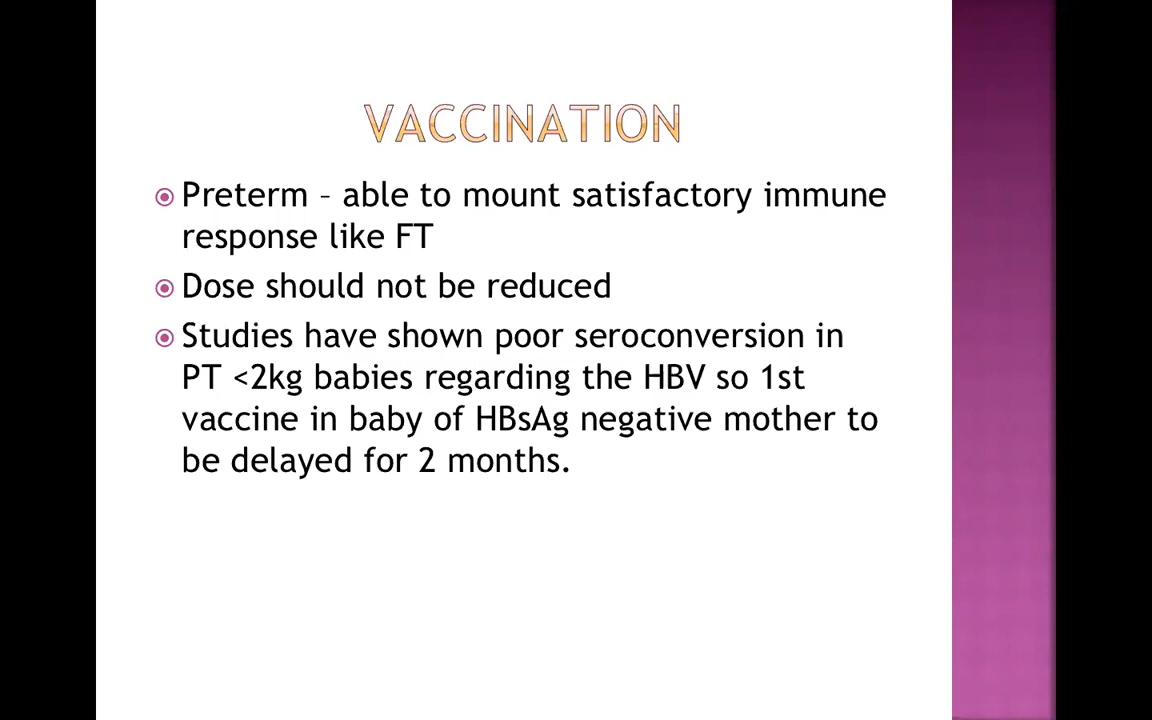 VACCINATION
Preterm – able to mount satisfactory immune
response like FT
Dose should not be reduced
Studies have shown poor seroconversion in
PT <2kg babies regarding the HBV so 1st
vaccine in baby of HBsAg negative mother to
be delayed for 2 months.